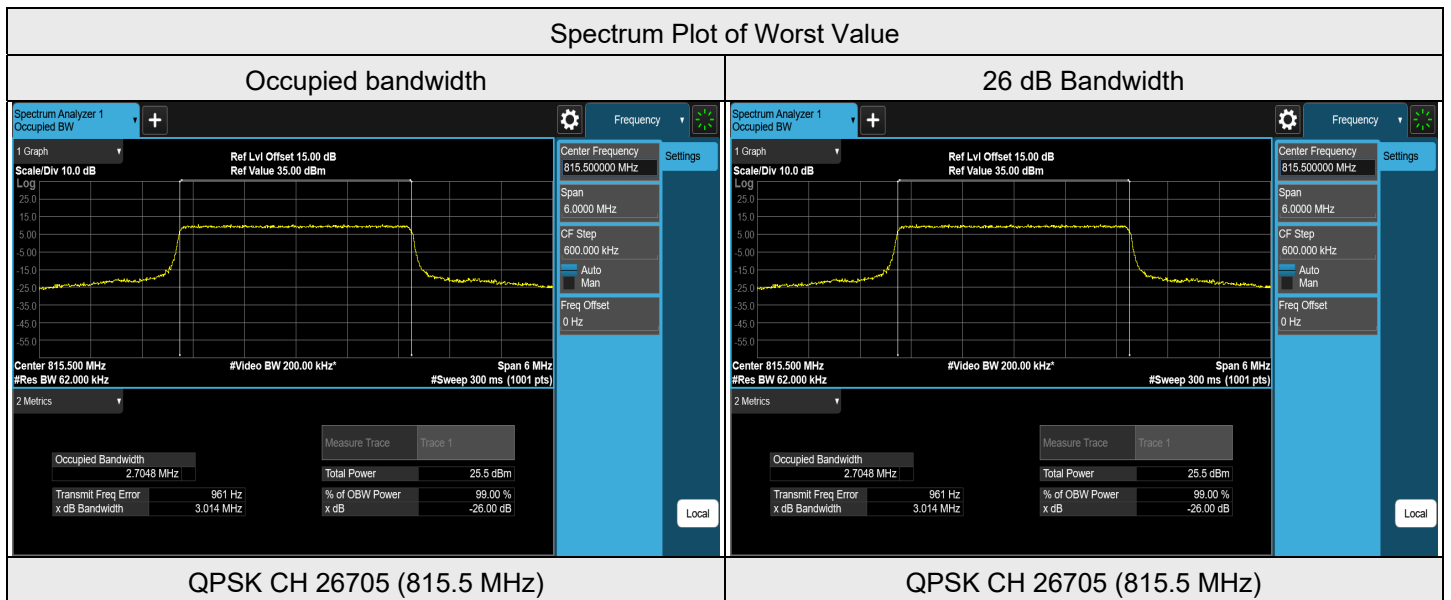 Spectrum Plot of Worst Value
Occupied bandwidth
26 dB Bandwidth
Spectrum Analyzer 1
Occupied BW
+
Frequency
1 Graph
Ref Lvl Offset 15.00 dB
Scale/Div 10.0 dB
Ref Value 35.00 dBm
Log
25.0
15.0
5.00
-5.00
-15.0
-25.0
-35.0
-45.0
-55.0
Center 815.500 MHz
#Video BW 200.00 kHz*
Span 6 MHz
#Res BW 62.000 kHz
#Sweep 300 ms (1001 pts)
Center Frequency
815.500000 MHz
Settings
Span
6.0000 MHz
CF Step
600.000 kHz
Auto
Man
Freq Offset
0 Hz
2 Metrics
Measure Trace Trace 1
Occupied Bandwidth
2.7048 MHz
Total Power 25.5 dBm
Transmit Freq Error 961 Hz
% of OBW Power 99.00 %
x dB Bandwidth 3.014 MHz
x dB -26.00 dB
Local
Spectrum Analyzer 1
Occupied BW
+
Frequency
1 Graph
Ref Lvl Offset 15.00 dB
Scale/Div 10.0 dB
Ref Value 35.00 dBm
Log
25.0
15.0
5.00
-5.00
-15.0
-25.0
-35.0
-45.0
-55.0
Center 815.500 MHz
#Video BW 200.00 kHz*
Span 6 MHz
#Res BW 62.000 kHz
#Sweep 300 ms (1001 pts)
Center Frequency
815.500000 MHz
Settings
Span
6.0000 MHz
CF Step
600.000 kHz
Auto
Man
Freq Offset
0 Hz
2 Metrics
Measure Trace Trace 1
Occupied Bandwidth
2.7048 MHz
Total Power 25.5 dBm
Transmit Freq Error 961 Hz
% of OBW Power 99.00 %
x dB Bandwidth 3.014 MHz
x dB -26.00 dB
Local
QPSK CH 26705 (815.5 MHz)
QPSK CH 26705 (815.5 MHz)